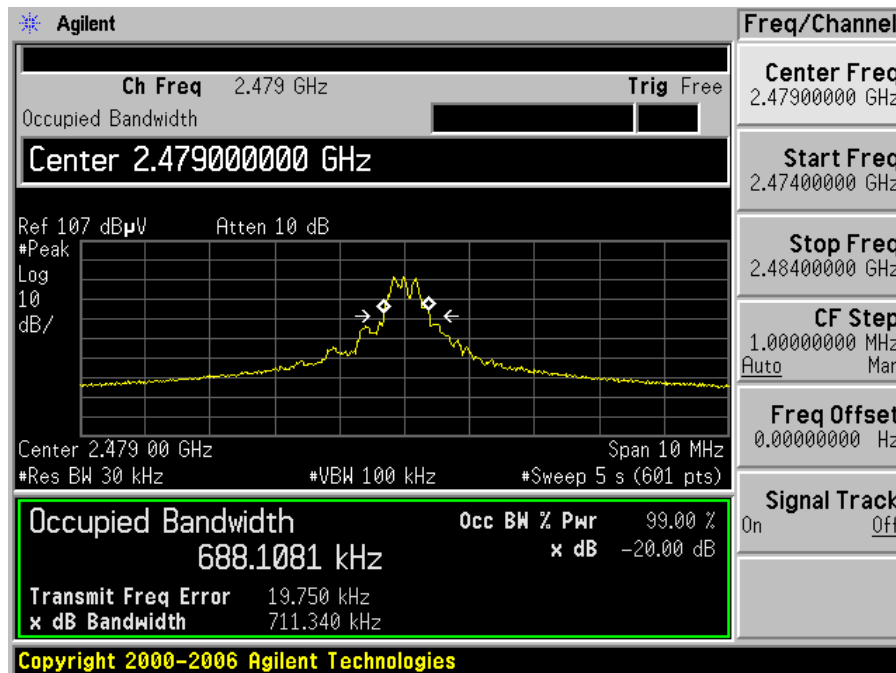 Agilent
Freq/Channel
Ch Freq 2.479 GHz Trig Free
Occupied Bandwidth
Center 2.479000000 GHz
Ref 107 dBµV Atten 10 dB
#Peak
Log
10
dB/
Center 2.479 00 GHz Span 10 MHz
#Res BW 30 kHz #VBW 100 kHz #Sweep 5 s (601 pts)
Occupied Bandwidth
688.1081 kHz
Occ BW % Pwr 99.00 %
x dB -20.00 dB
Transmit Freq Error 19.750 kHz
x dB Bandwidth 711.340 kHz
Copyright 2000-2006 Agilent Technologies
Center Freq
2.47900000 GHz
Start Freq
2.47400000 GHz
Stop Freq
2.48400000 GHz
CF Step
1.00000000 MHz
Auto Man
Freq Offset
0.00000000 Hz
Signal Track
On Off